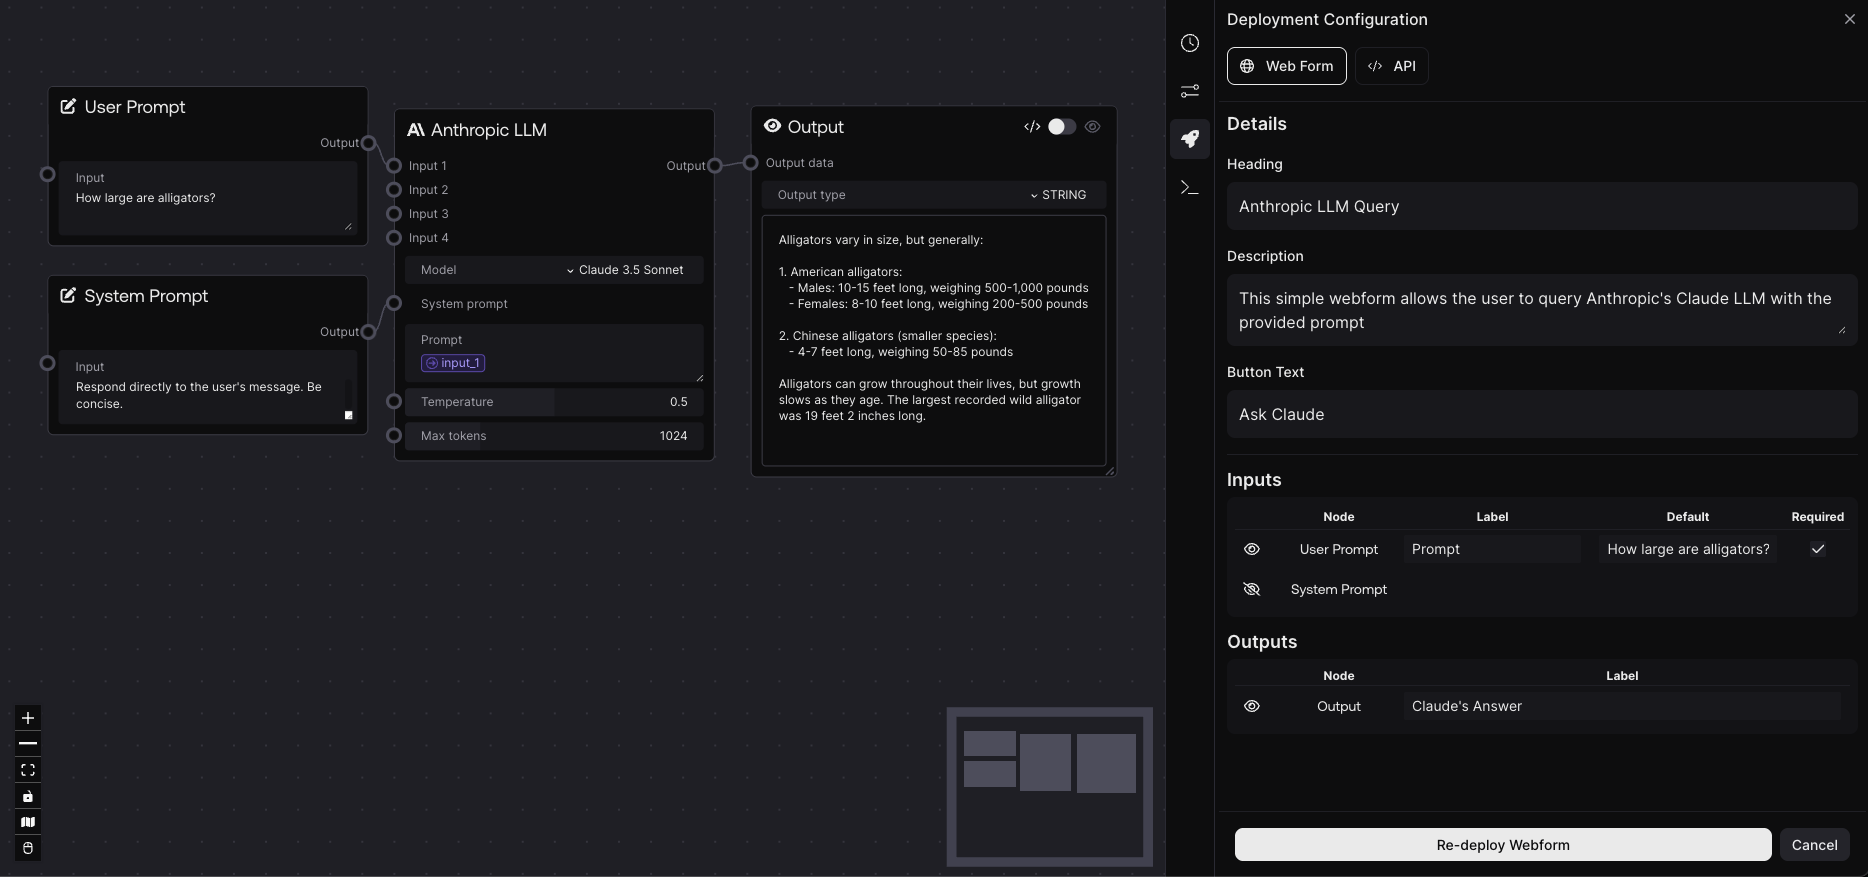 User Prompt
Output
Input
How large are alligators?
System Prompt
Output
Input
Respond directly to the user's message. Be
concise.
Anthropic LLM
Input 1
Output
Input 2
Input 3
Input 4
Model
Claude 3.5 Sonnet
System prompt
Prompt
input_1
Temperature
0.5
Max tokens
1024
Output
Output data
Output type
STRING
Alligators vary in size, but generally:
1. American alligators:
- Males: 10-15 feet long, weighing 500-1,000 pounds
- Females: 8-10 feet long, weighing 200-500 pounds
2. Chinese alligators (smaller species):
- 4-7 feet long, weighing 50-85 pounds
Alligators can grow throughout their lives, but growth
slows as they age. The largest recorded wild alligator
was 19 feet 2 inches long.
Deployment Configuration
Web Form
API
Details
Heading
Anthropic LLM Query
Description
This simple webform allows the user to query Anthropic's Claude LLM with the
provided prompt
Button Text
Ask Claude
Inputs
Node Label Default Required
User Prompt Prompt How large are alligators?
System Prompt
Outputs
Node Label
Output Claude's Answer
Re-deploy Webform
Cancel